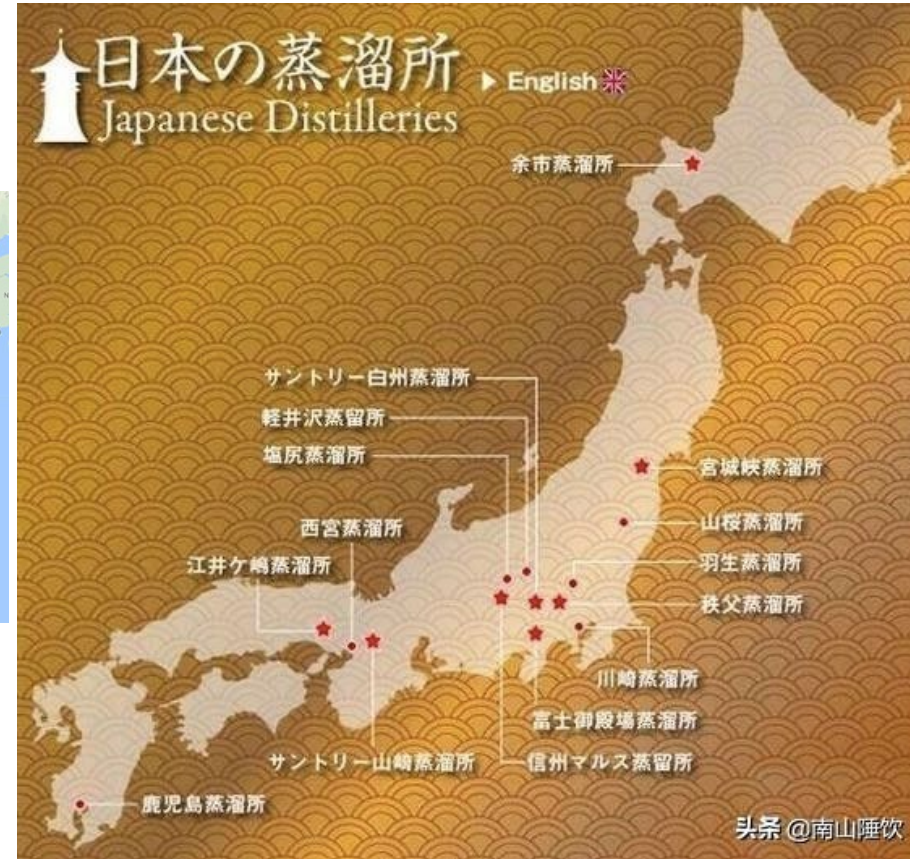 日本の蒸溜所
▶ English
Japanese Distilleries
余市蒸溜所
サントリー白州蒸溜所
軽井沢蒸留所
塩尻蒸溜所
宮城峡蒸溜所
西宮蒸溜所
山桜蒸溜所
江井ケ嶋蒸溜所
羽生蒸溜所
秩父蒸溜所
川崎蒸溜所
富士御殿場蒸溜所
サントリー山崎蒸溜所
信州マルス蒸留所
鹿児島蒸溜所
头条 @南山陲饮